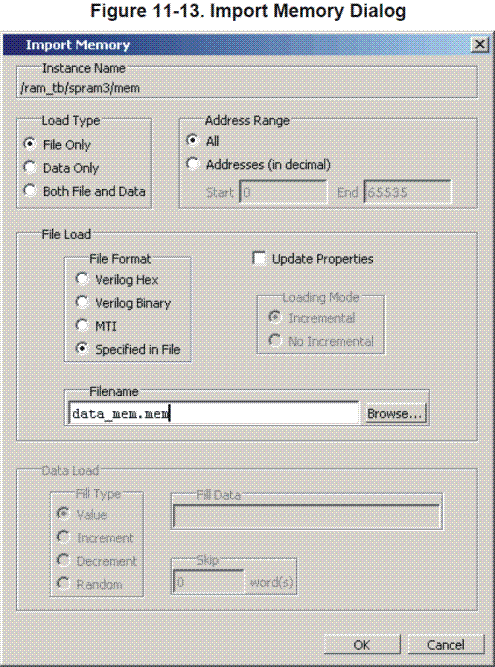 Figure 11-13. Import Memory Dialog
Import Memory
Instance Name
/ram_tb/spram3/mem
Load Type
File Only
Data Only
Both File and Data
Address Range
All
Addresses (in decimal)
Start 0 End 65535
File Load
File Format
Verilog Hex
Verilog Binary
MTI
Specified in File
Update Properties
Loading Mode
Incremental
No Incremental
Filename
data_mem.mem Browse...
Data Load
Fill Type
Value
Increment
Decrement
Random
Fill Data
Skip
0 word(s)
OK Cancel